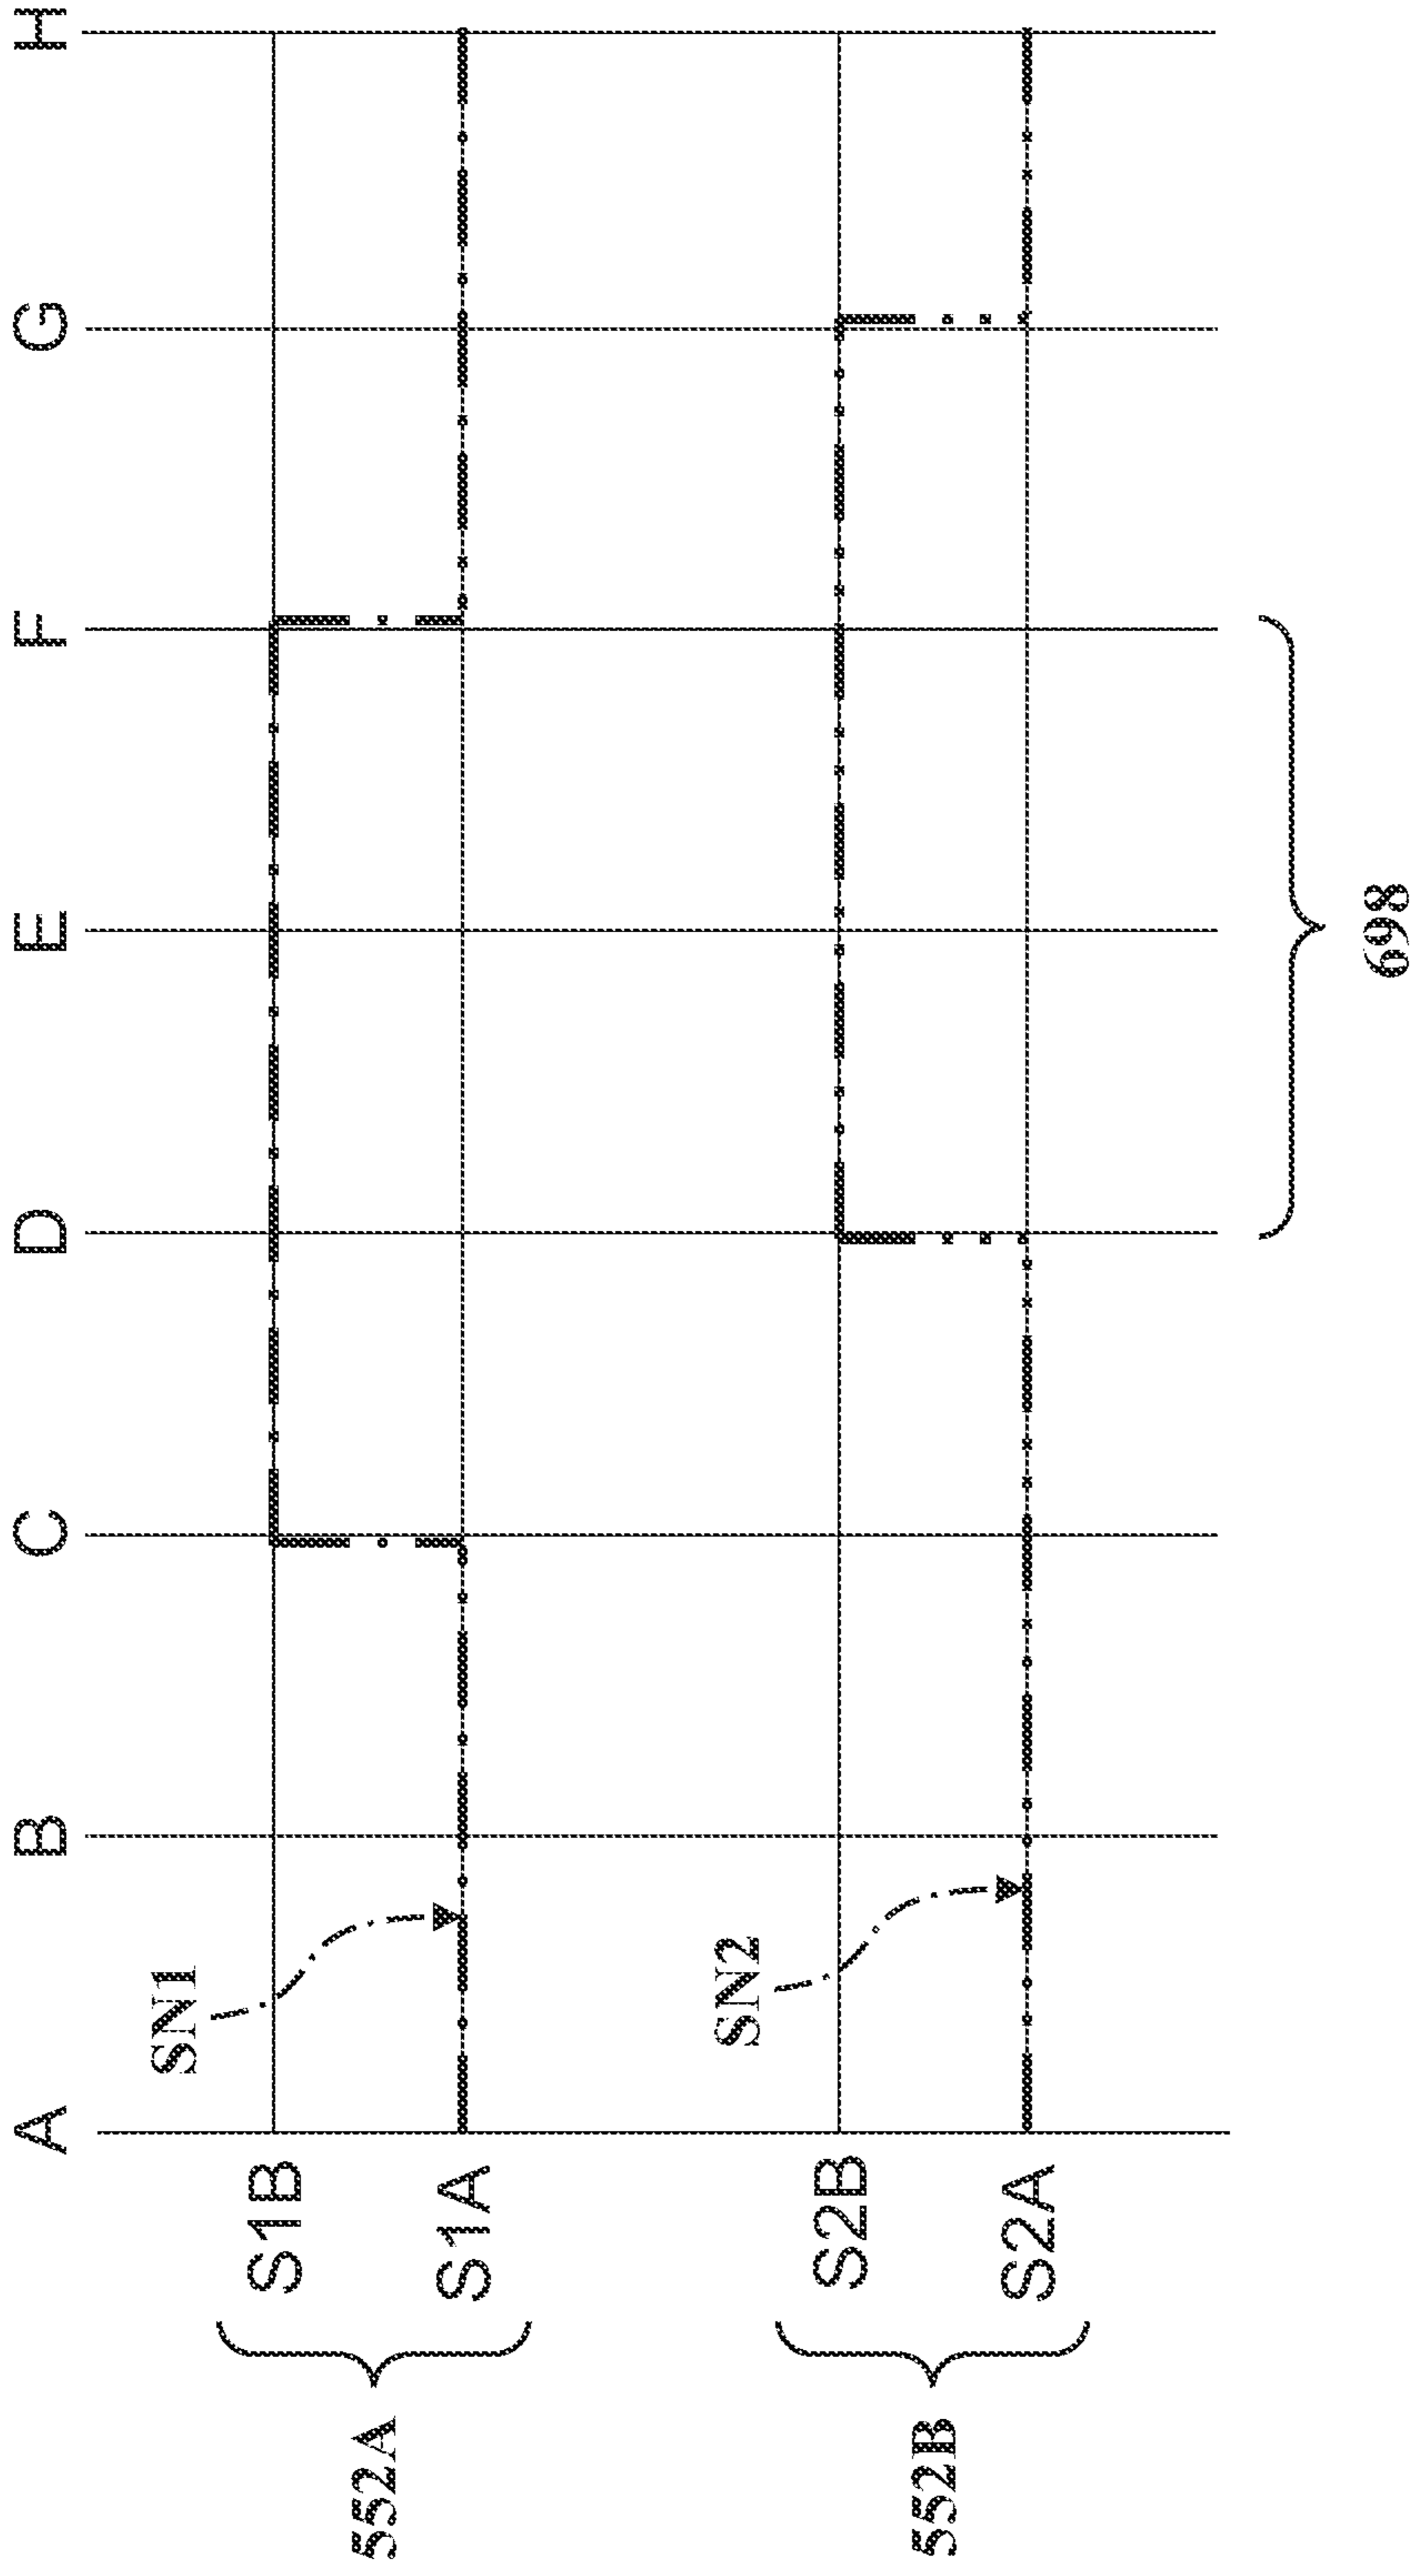 A B C D E F G H
SN1
S1B
S1A
552A
SN2
S2B
S2A
552B
698